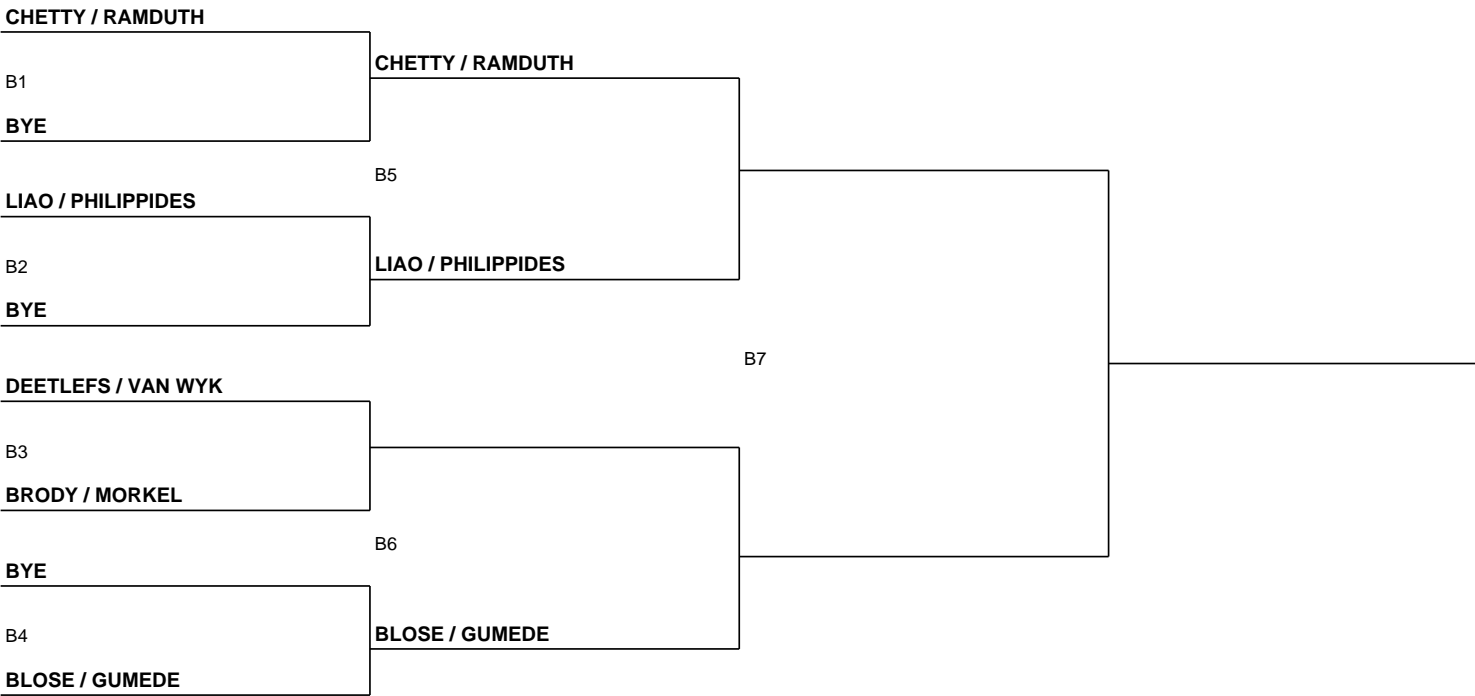 CHETTY / RAMDUTH
CHETTY / RAMDUTH
B1
BYE
B5
LIAO / PHILIPPIDES
B2
LIAO / PHILIPPIDES
BYE
B7
DEETLEFS / VAN WYK
B3
BRODY / MORKEL
B6
BYE
B4
BLOSE / GUMEDE
BLOSE / GUMEDE